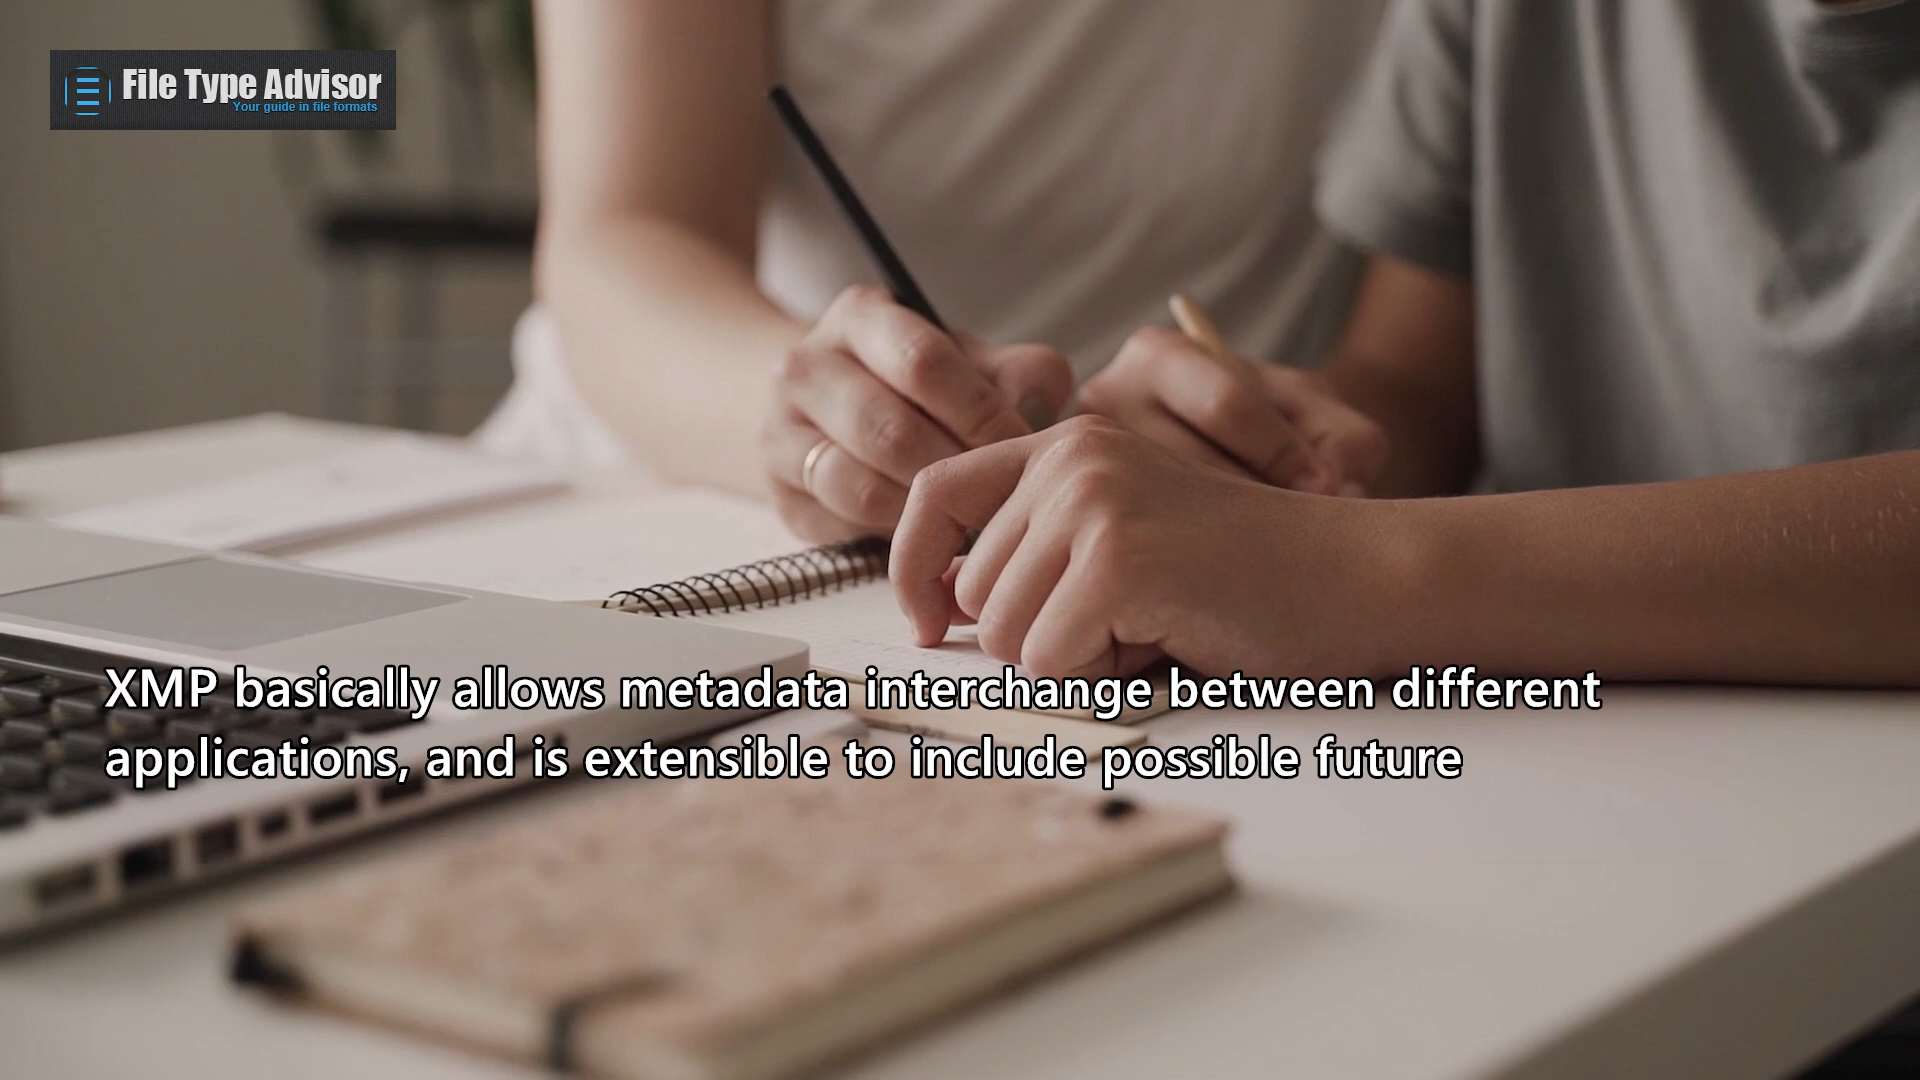 File Type Advisor
Your guide in file formats
XMP basically allows metadata interchange between different
applications, and is extensible to include possible future